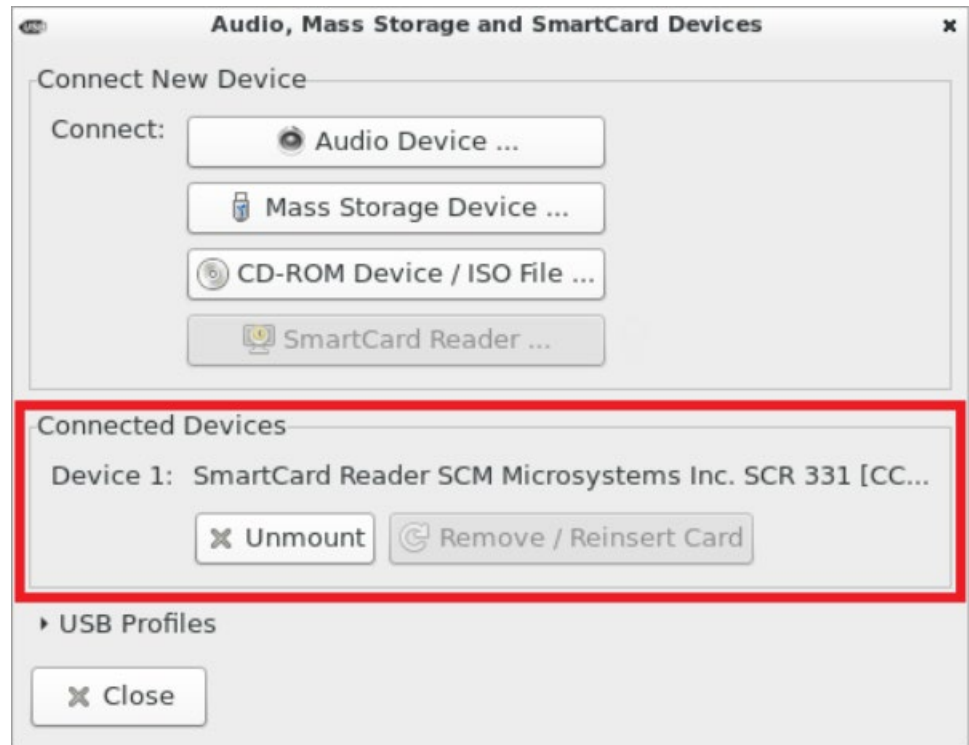 Audio, Mass Storage and SmartCard Devices
Connect New Device
Connect:
Audio Device ...
Mass Storage Device ...
CD-ROM Device / ISO File ...
SmartCard Reader ...
Connected Devices
Device 1: SmartCard Reader SCM Microsystems Inc. SCR 331 [CC...
Unmount Remove / Reinsert Card
USB Profiles
Close